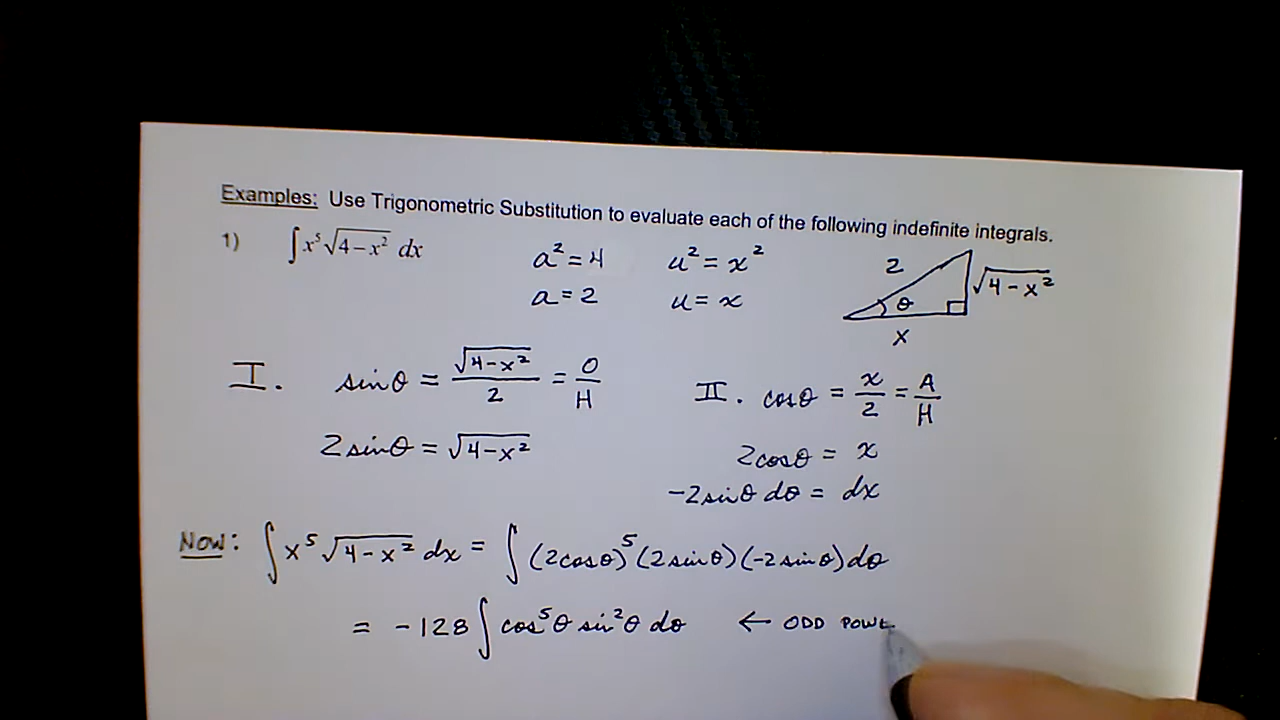 Examples: Use Trigonometric Substitution to evaluate each of the following indefinite integrals.
1) ∫x⁵√(4−x²) dx
a² = 4 u² = x²
a = 2 u = x
2 √(4−x²) θ x
I. sinθ = √(4−x²)/2 = O/H
2sinθ = √(4−x²)
II. cosθ = x/2 = A/H
2cosθ = x
-2sinθ dθ = dx
Now: ∫x⁵√(4−x²) dx = ∫(2cosθ)⁵(2sinθ)(-2sinθ)dθ
= -128∫cos⁵θ sin²θ dθ ← ODD POWE